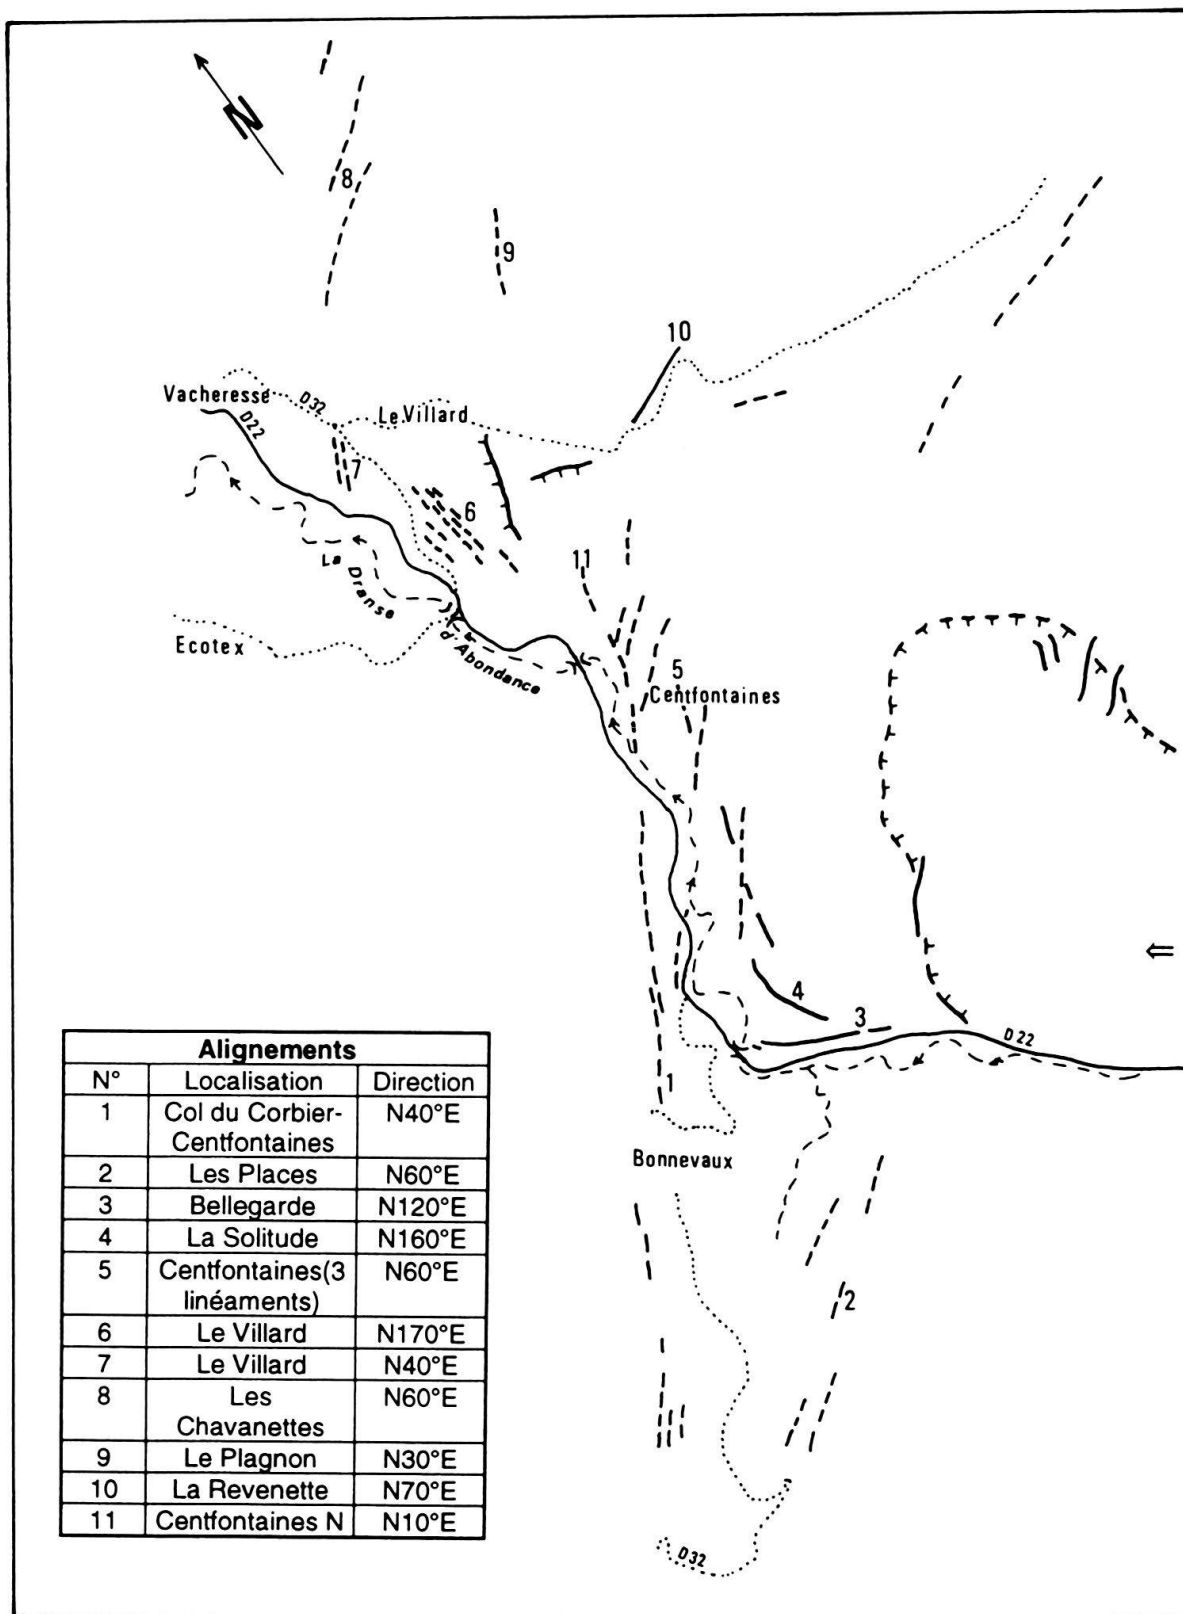 N
8
9
10
Vacheresse
D32
D22
Le Villard
7
6
11
La Dranse
d'Abondance
Ecotex
5
Centfontaines
4
3
D22
1
Bonnevaux
2
D32
Alignements
N° Localisation Direction
1 Col du Corbier- N40°E
Centfontaines
2 Les Places N60°E
3 Bellegarde N120°E
4 La Solitude N160°E
5 Centfontaines(3 N60°E
linéaments)
6 Le Villard N170°E
7 Le Villard N40°E
8 Les N60°E
Chavanettes
9 Le Plagnon N30°E
10 La Revenette N70°E
11 Centfontaines N N10°E